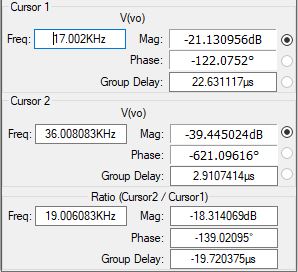 Cursor 1
V(vo)
Freq: 17.002KHz Mag: -21.130956dB
Phase: -122.0752°
Group Delay: 22.631117µs
Cursor 2
V(vo)
Freq: 36.008083KHz Mag: -39.445024dB
Phase: -621.09616°
Group Delay: 2.9107414µs
Ratio (Cursor2 / Cursor1)
Freq: 19.006083KHz Mag: -18.314069dB
Phase: -139.02095°
Group Delay: -19.720375µs